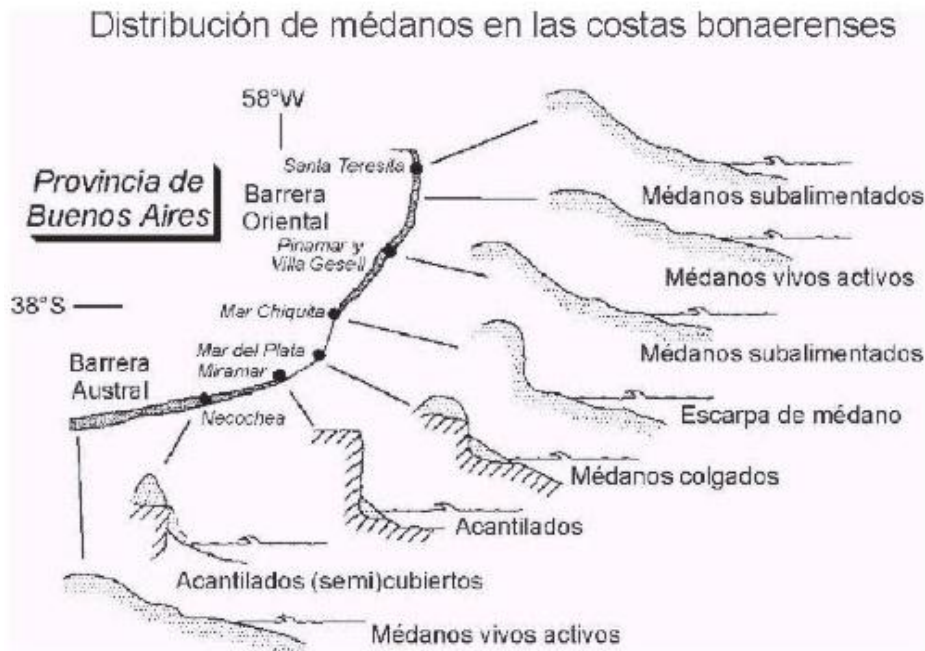 Distribución de médanos en las costas bonaerenses
58°W
Santa Teresita
Provincia de
Buenos Aires
Barrera
Oriental
Médanos subalimentados
Pinamar y
Villa Gesell
Médanos vivos activos
38°S
Mar Chiquita
Médanos subalimentados
Mar del Plata
Miramar
Barrera
Austral
Necochea
Escarpa de médano
Médanos colgados
Acantilados
Acantilados (semi)cubiertos
Médanos vivos activos